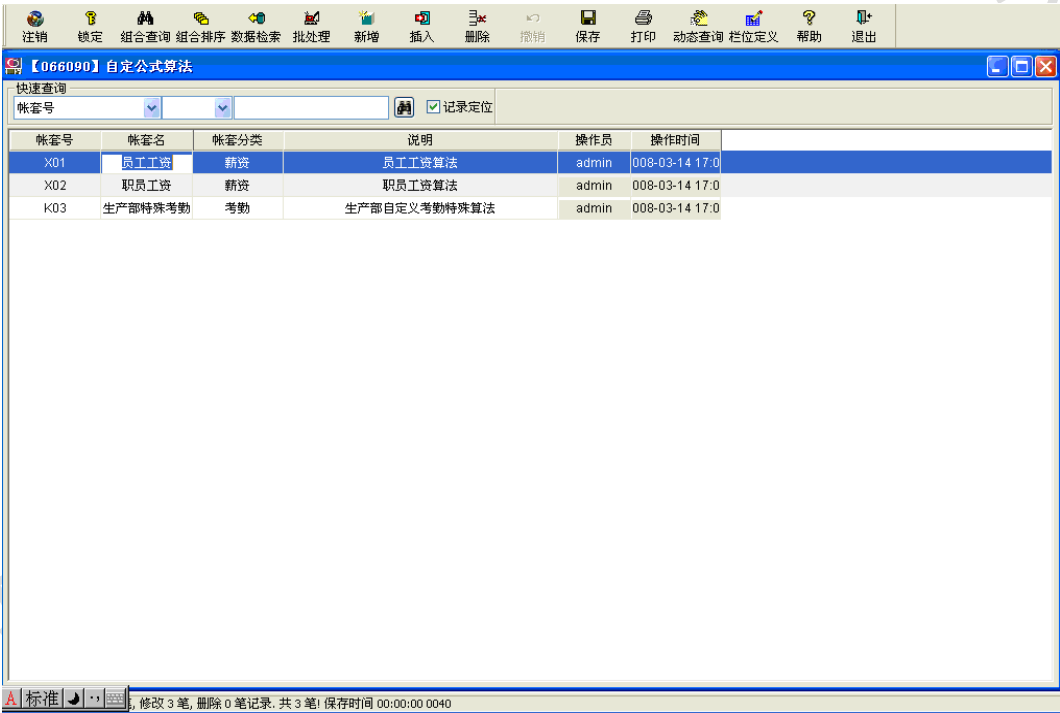 注销 锁定 组合查询 组合排序 数据检索 批处理 新增 插入 删除 撤销 保存 打印 动态查询 栏位定义 帮助 退出
【066090】自定公式算法
快速查询
帐套号 记录定位
帐套号 帐套名 帐套分类 说明 操作员 操作时间
X01 员工工资 薪资 员工工资算法 admin 008-03-14 17:0
X02 职员工资 薪资 职员工资算法 admin 008-03-14 17:0
K03 生产部特殊考勤 考勤 生产部自定义考勤特殊算法 admin 008-03-14 17:0
A 标准 笔, 修改 3 笔, 删除 0 笔记录. 共 3 笔! 保存时间 00:00:00 0040